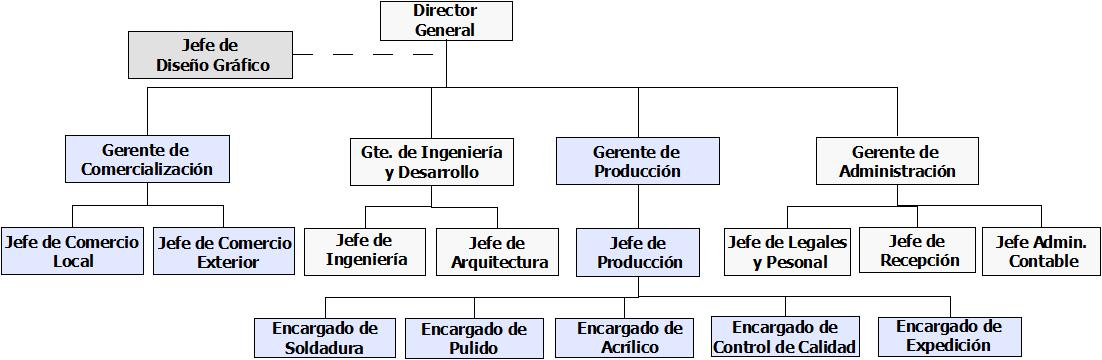 Director
General
Jefe de
Diseño Gráfico
Gerente de
Comercialización
Gte. de Ingeniería
y Desarrollo
Gerente de
Producción
Gerente de
Administración
Jefe de Comercio
Local
Jefe de Comercio
Exterior
Jefe de
Ingeniería
Jefe de
Arquitectura
Jefe de
Producción
Jefe de Legales
y Pesonal
Jefe de
Recepción
Jefe Admin.
Contable
Encargado de
Soldadura
Encargado de
Pulido
Encargado de
Acrílico
Encargado de
Control de Calidad
Encargado de
Expedición